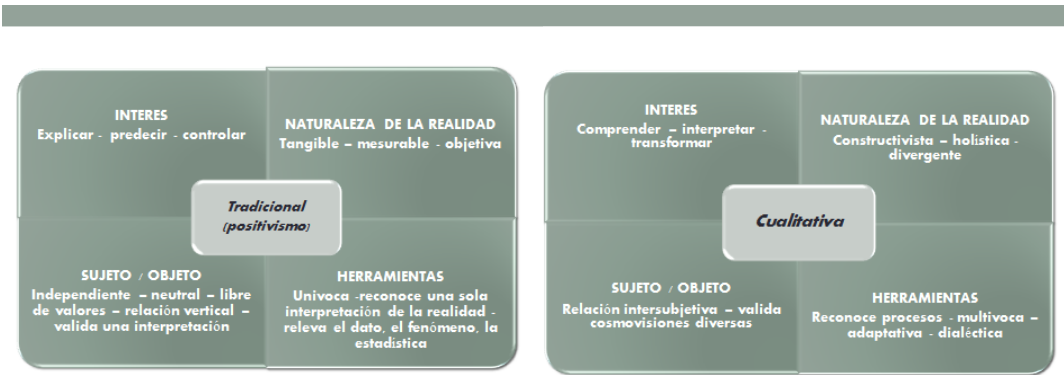 INTERES
Explicar - predecir - controlar
NATURALEZA DE LA REALIDAD
Tangible – mesurable - objetiva
Tradicional
(positivismo)
SUJETO / OBJETO
Independiente – neutral – libre
de valores – relación vertical –
valida una interpretación
HERRAMIENTAS
Univoca -reconoce una sola
interpretación de la realidad -
releva el dato, el fenómeno, la
estadística
INTERES
Comprender – interpretar -
transformar
NATURALEZA DE LA REALIDAD
Constructivista – holística -
divergente
Cualitativa
SUJETO / OBJETO
Relación intersubjetiva – valida
cosmovisiones diversas
HERRAMIENTAS
Reconoce procesos - multivoca –
adaptativa - dialéctica